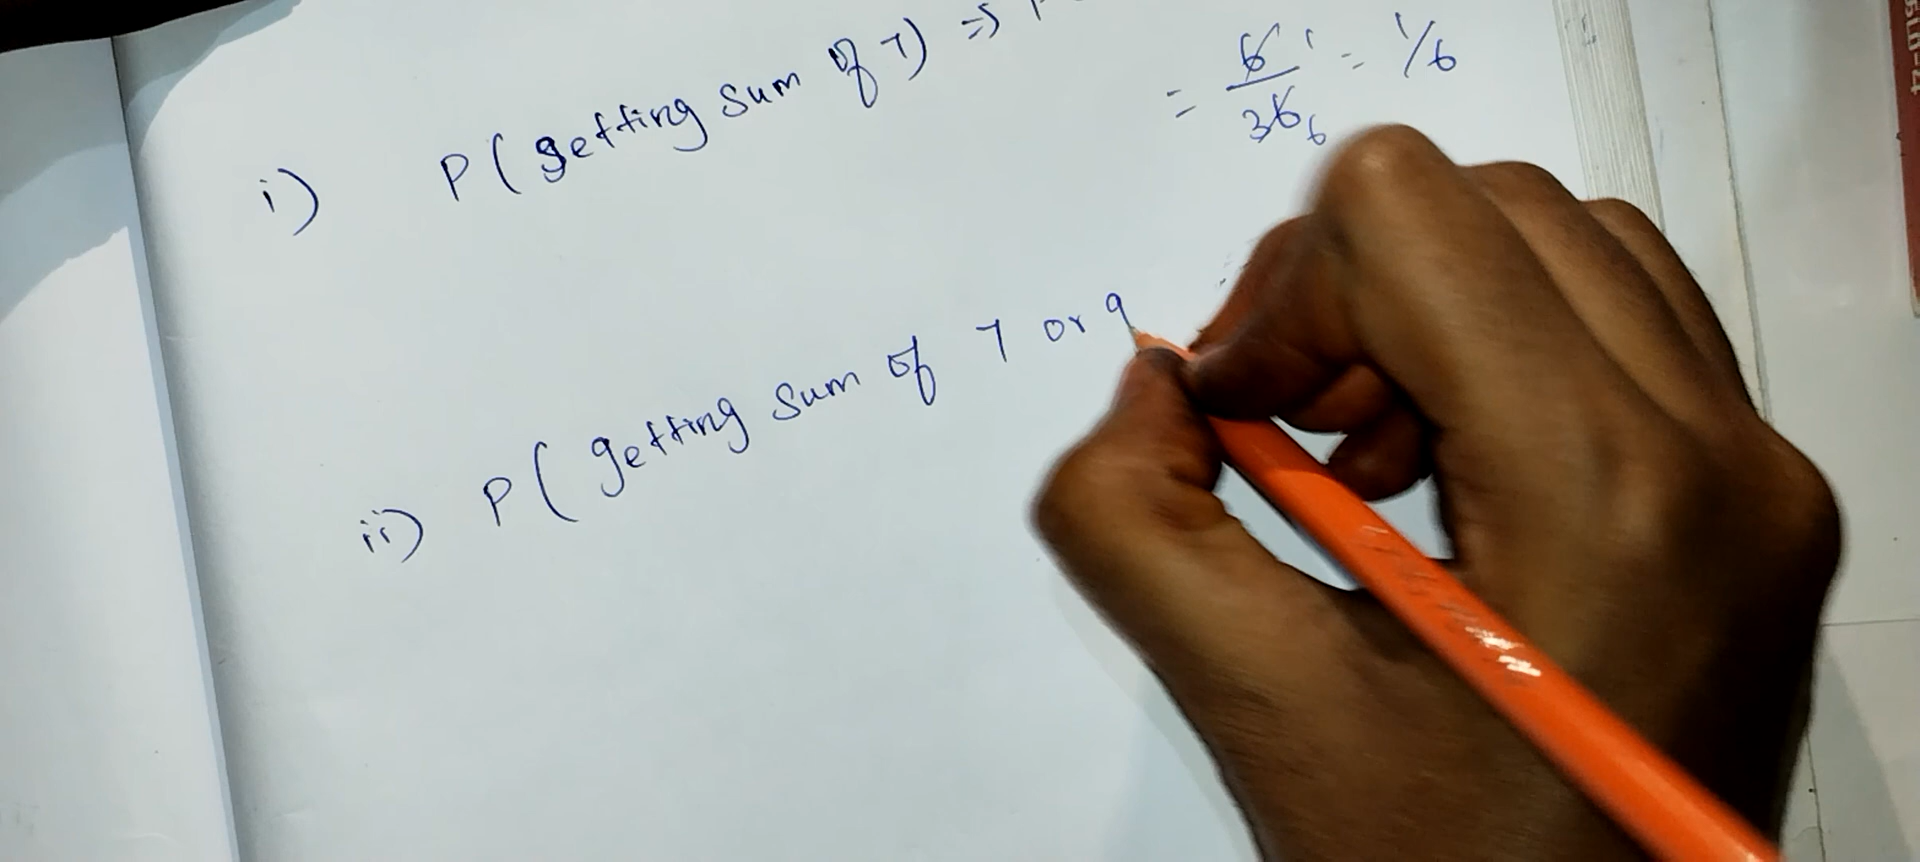 i) P( getting sum of 7) =>
= 6/36 = 1/6
ii) P( getting sum of 7 or 9